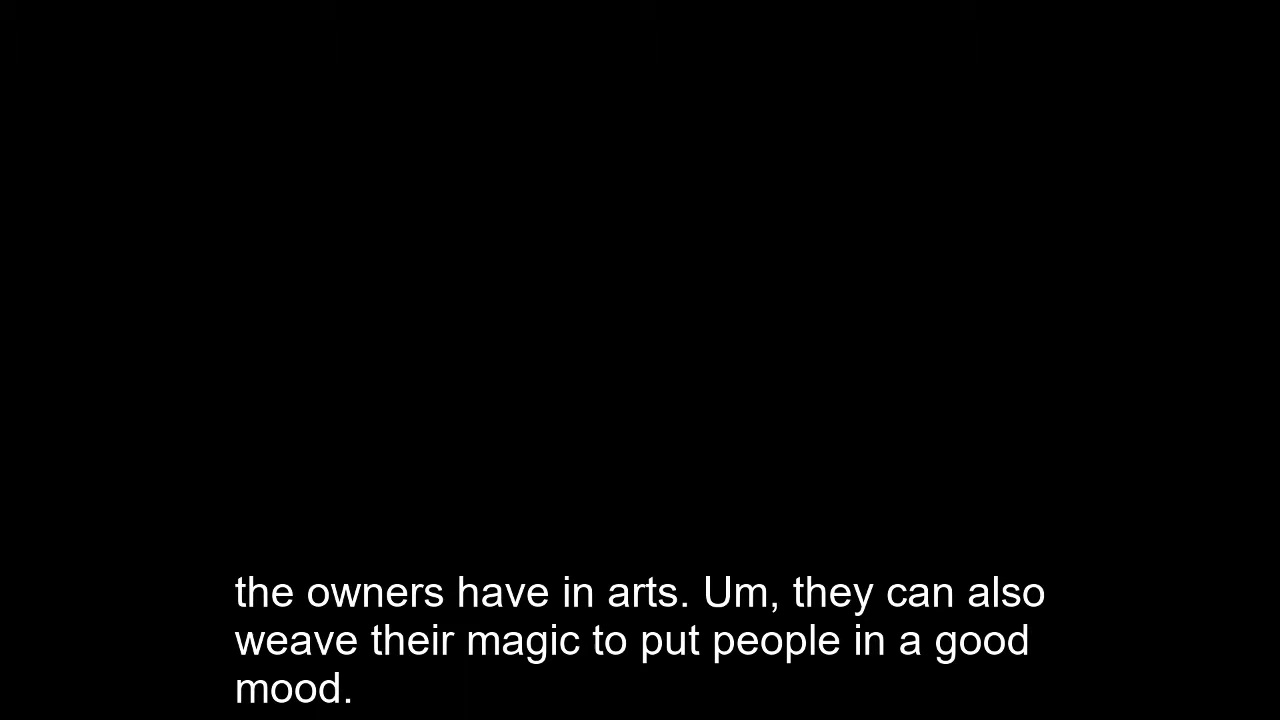 the owners have in arts. Um, they can also
weave their magic to put people in a good
mood.